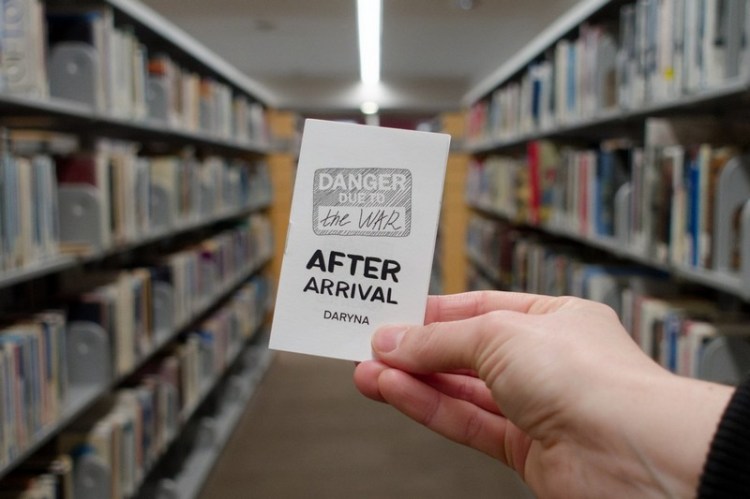 DANGER
DUE TO
the WAR
AFTER
ARRIVAL
DARYNA